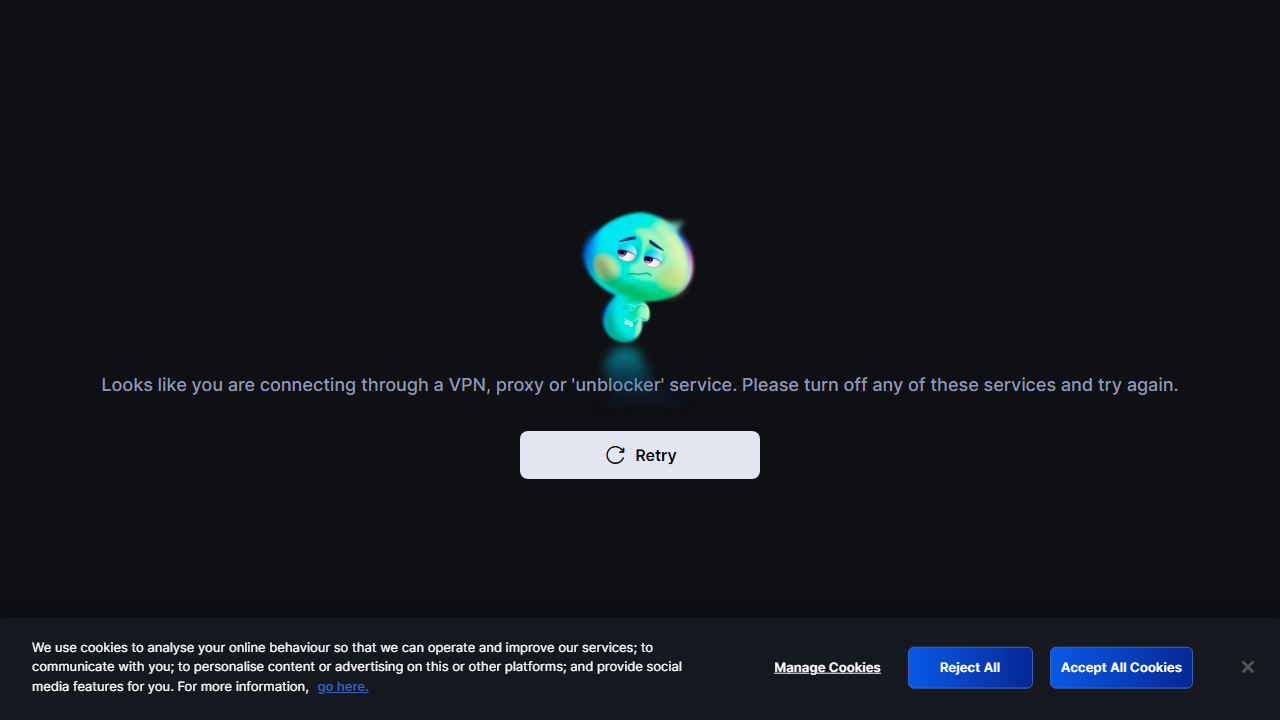 Looks like you are connecting through a VPN, proxy or 'unblocker' service. Please turn off any of these services and try again.
Retry
We use cookies to analyse your online behaviour so that we can operate and improve our services; to
communicate with you; to personalise content or advertising on this or other platforms; and provide social
media features for you. For more information, go here.
Manage Cookies
Reject All
Accept All Cookies